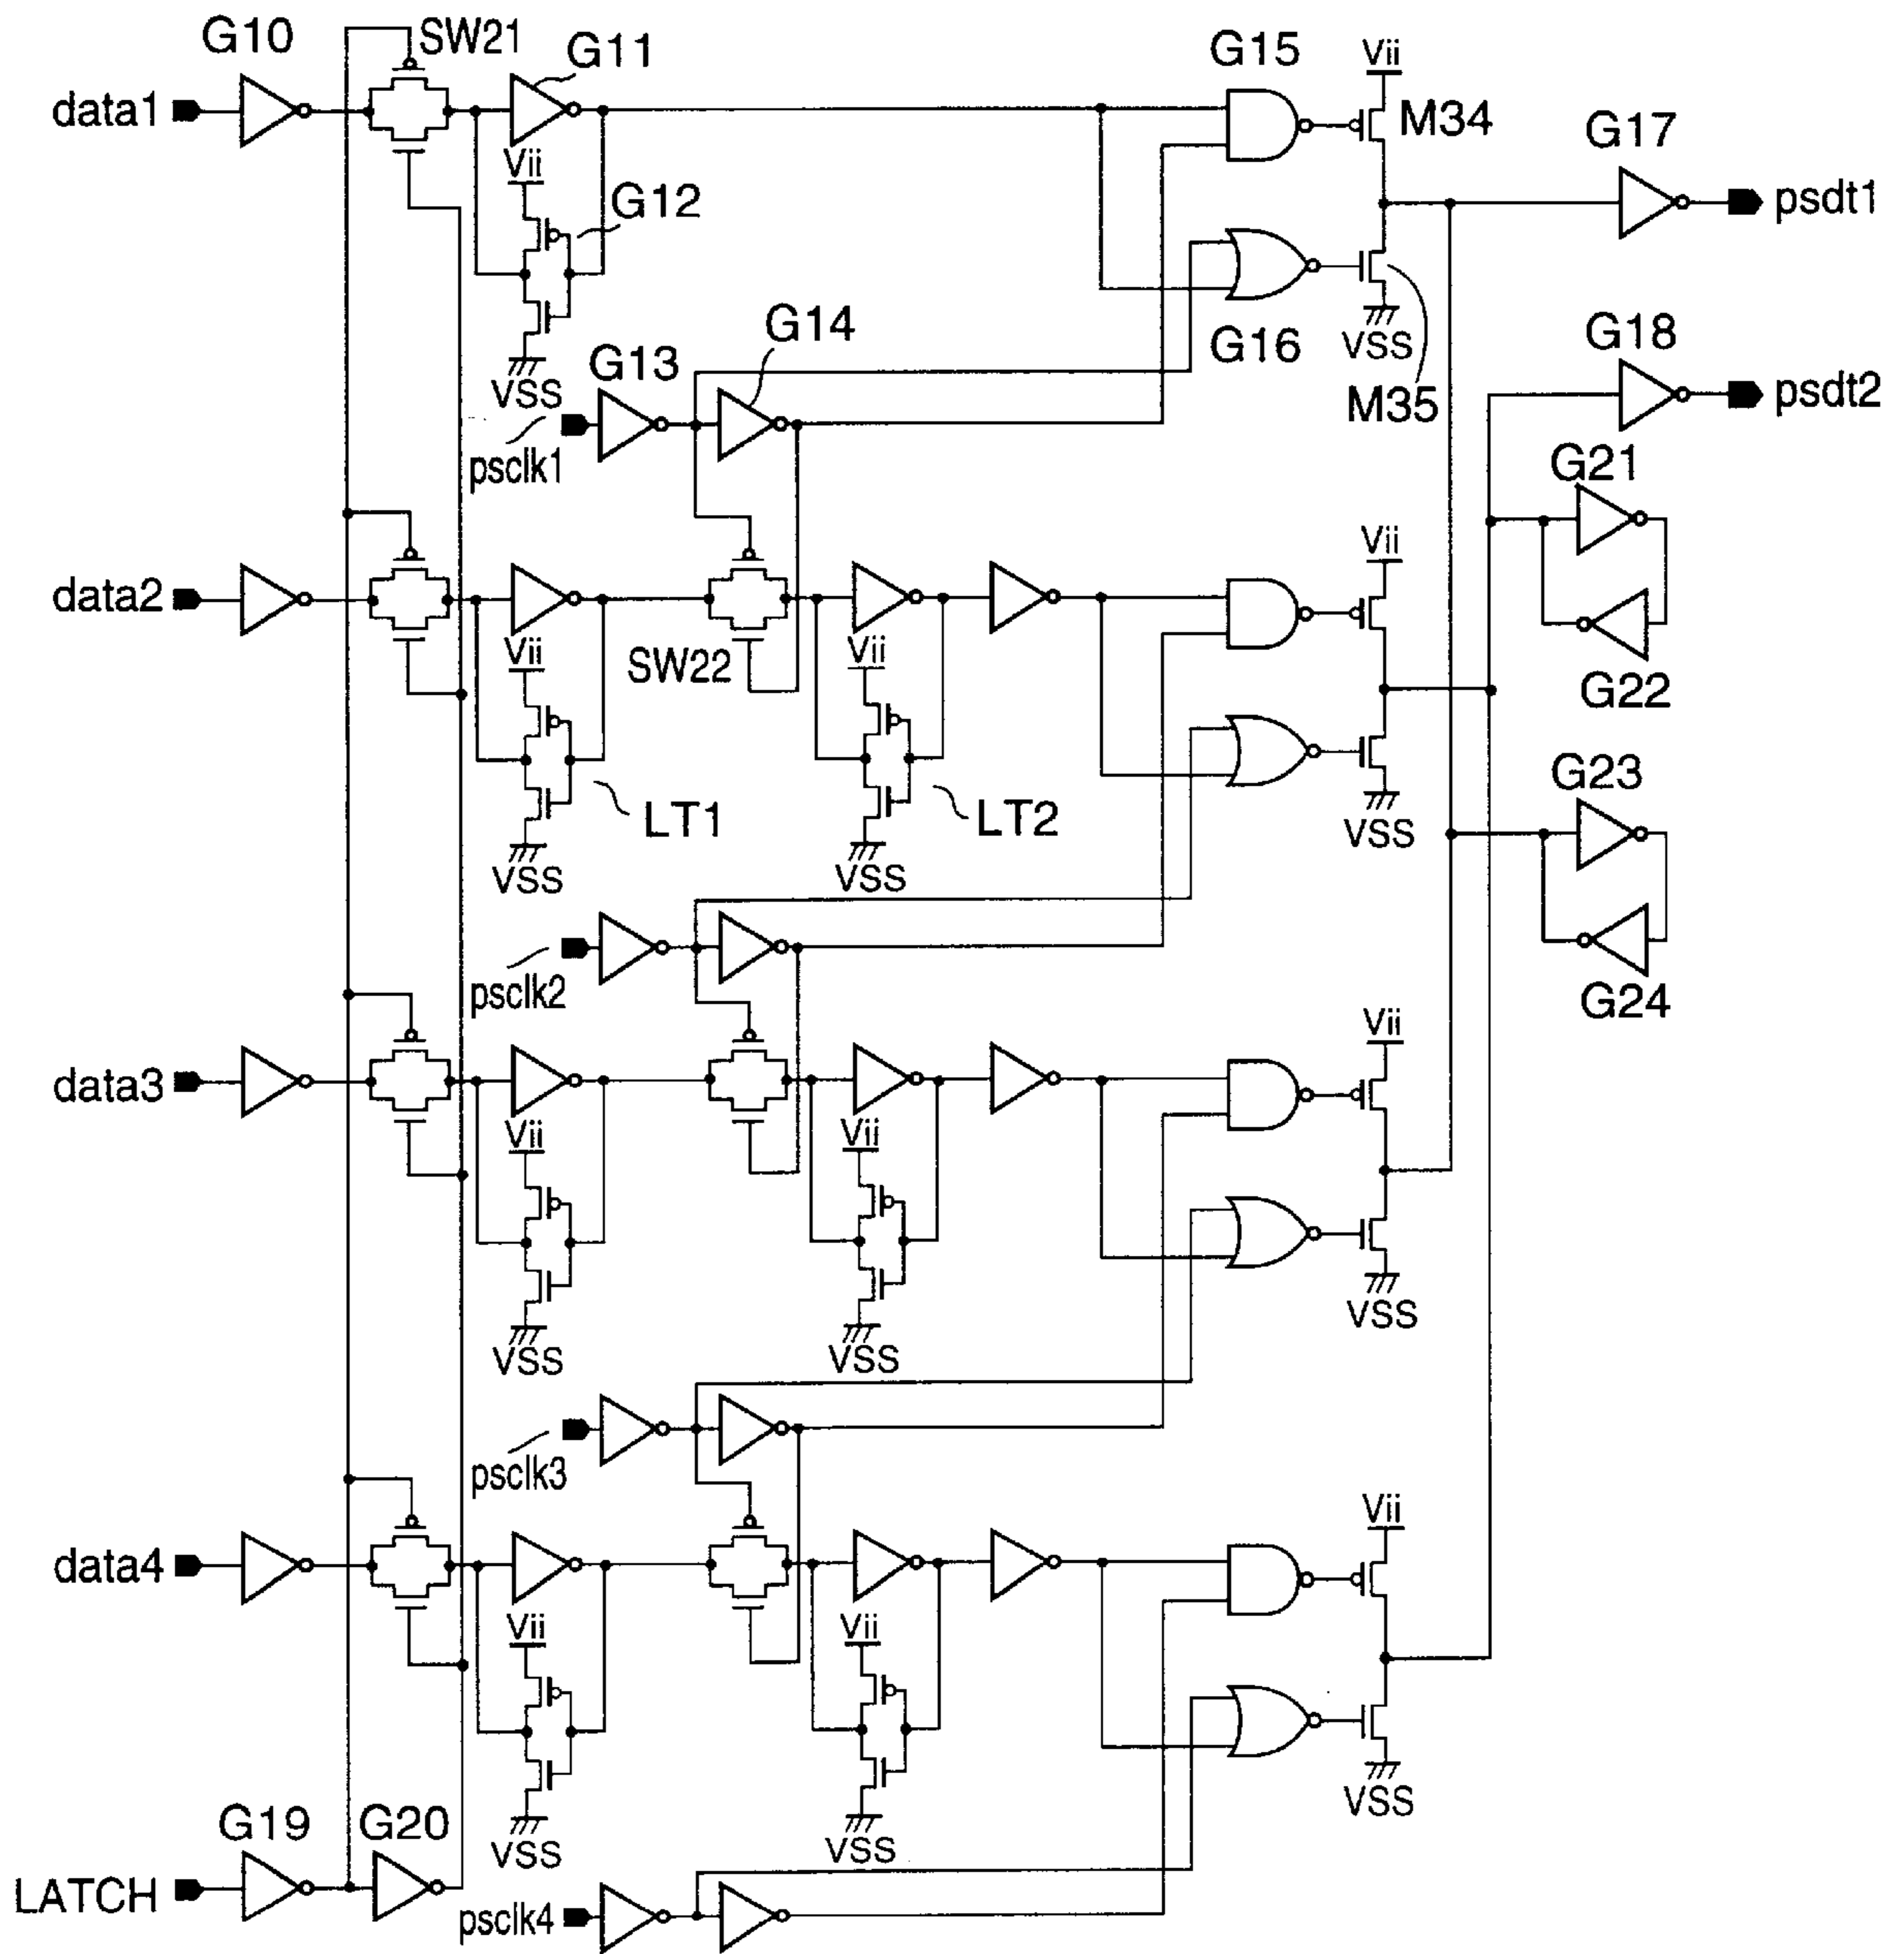 G10
SW21
G11
G15
Vii
data1
M34
G17
Vii
G12
psdt1
G14
G16
VSS
G18
VSS
G13
M35
psdt2
psclk1
G21
Vii
data2
Vii
SW22
Vii
G22
LT1
LT2
G23
VSS
VSS
VSS
psclk2
G24
Vii
data3
Vii
Vii
VSS
VSS
VSS
psclk3
Vii
data4
Vii
Vii
VSS
G19
G20
VSS
VSS
LATCH
psclk4